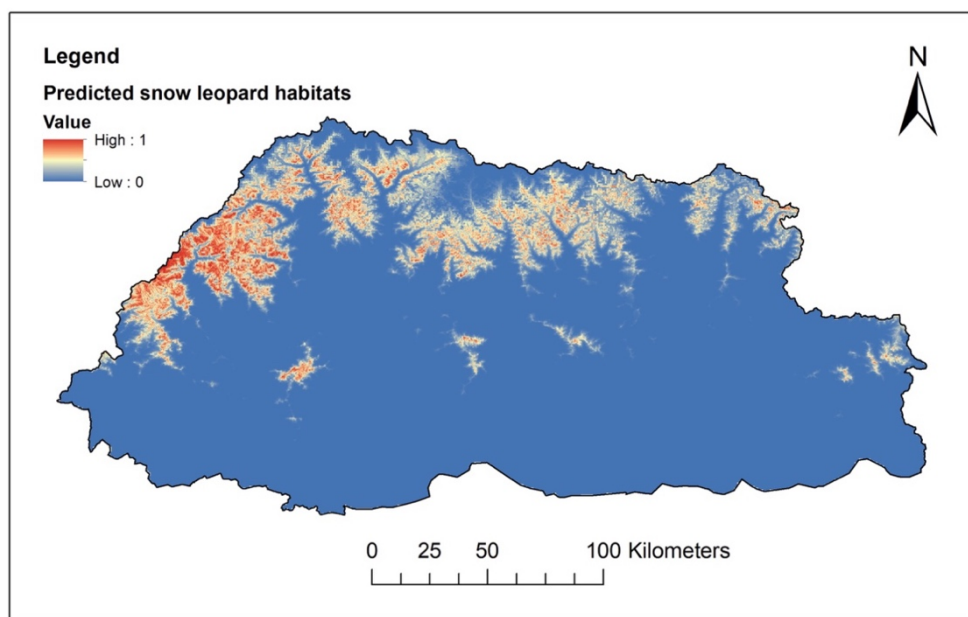 Legend
N
Predicted snow leopard habitats
Value
High : 1
Low : 0
0 25 50 100 Kilometers